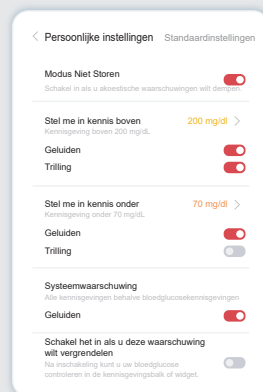 Persoonlijke instellingen Standaardinstellingen
Modus Niet Storen
Schakel in als u akoestische waarschuwingen wilt dempen.
Stel me in kennis boven 200 mg/dl
Kennisgeving boven 200 mg/dL
Geluiden
Trilling
Stel me in kennis onder 70 mg/dl
Kennisgeving onder 70 mg/dL
Geluiden
Trilling
Systeemwaarschuwing
Alle kennisgevingen behalve bloedglucosekennisgevingen
Geluiden
Schakel het in als u deze waarschuwing
wilt vergrendelen
Na inschakeling kunt u uw bloedglucose
controleren in de kennisgevingsbalk of widget.